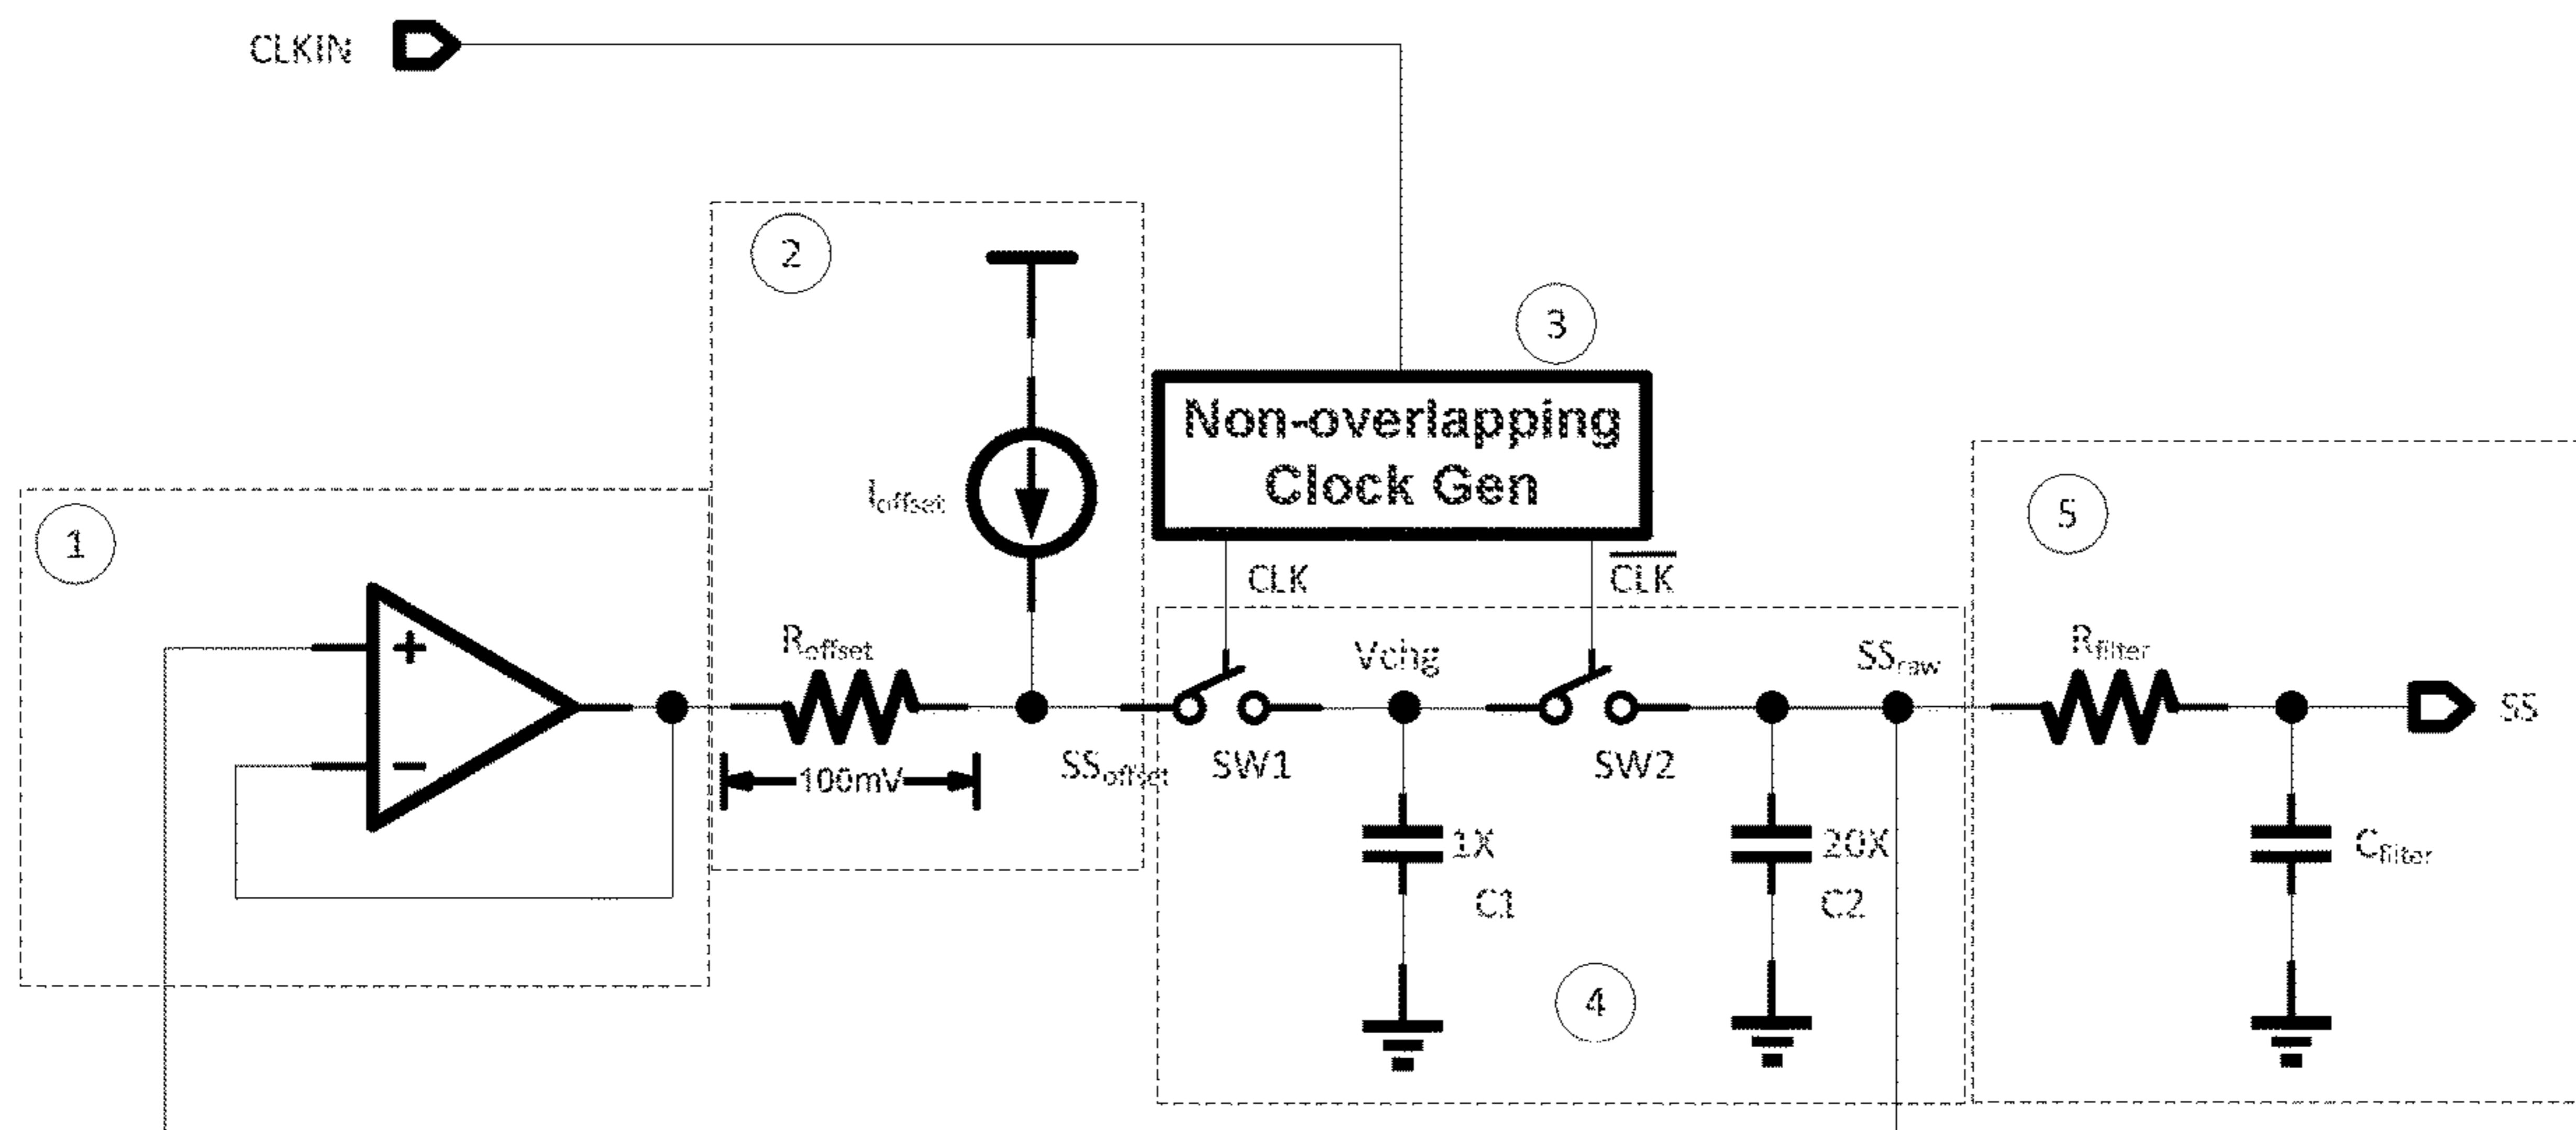 CLKIN
2
3
Non-overlapping
Clock Gen
5
Ioffset
1
CLK
CLK
+
Roffset
Vchg
SSraw
Rfilter
SS
−
100mV
SSoffset
SW1
SW2
1X
20X
Cfilter
C1
C2
4